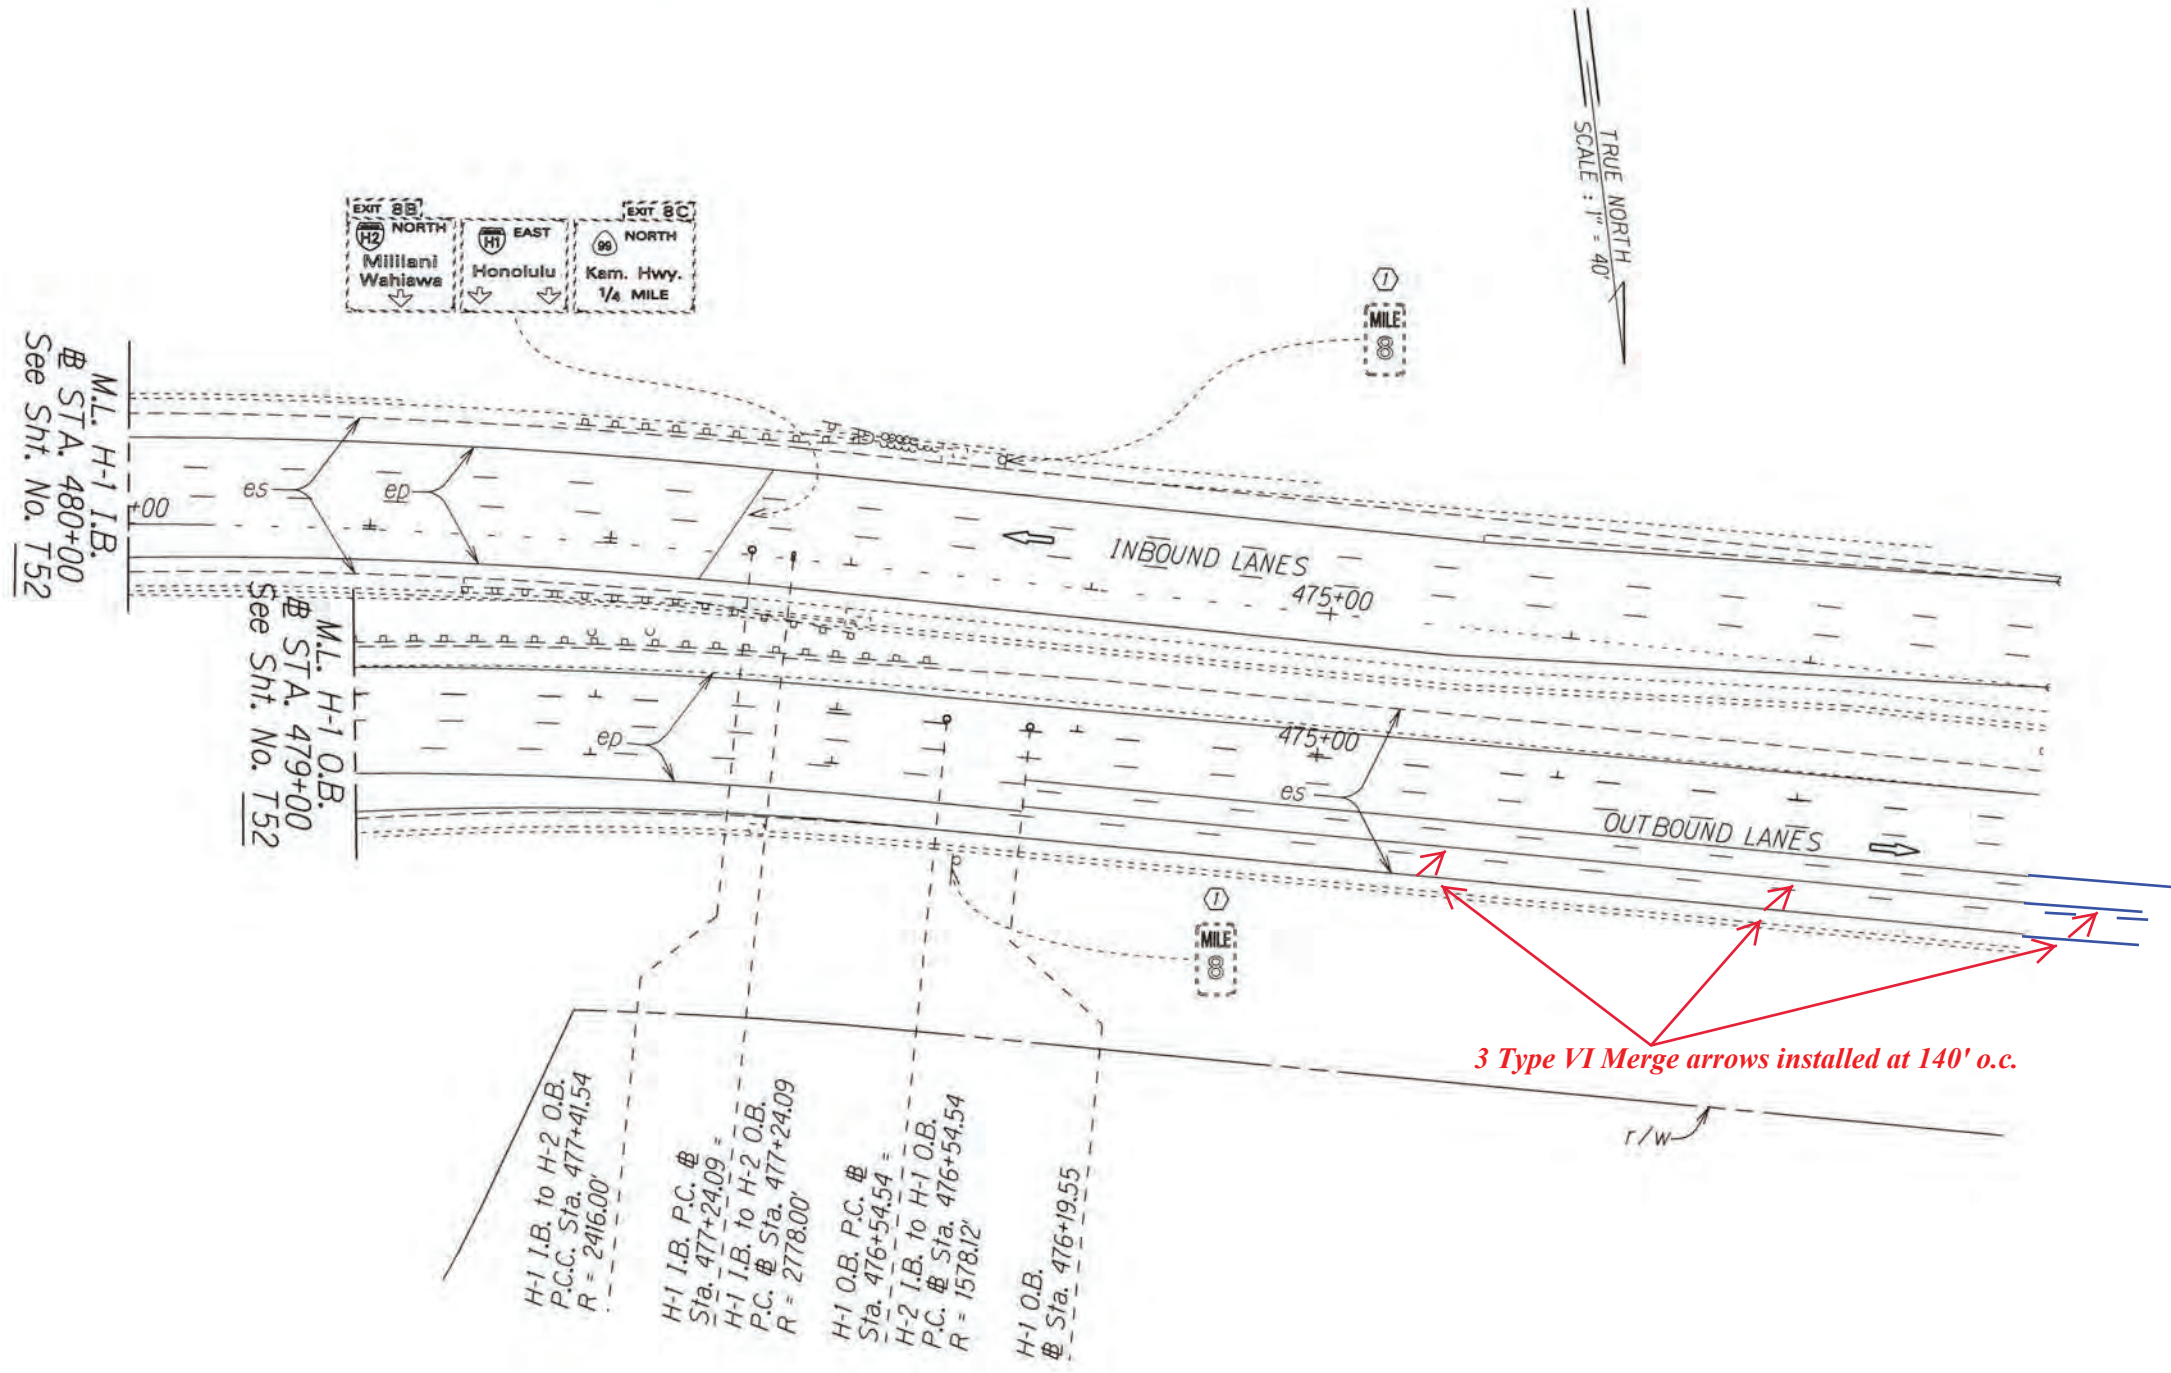 TRUE NORTH
SCALE : 1" = 40'
EXIT 8B
H2 NORTH
Mililani
Wahiawa
H1 EAST
Honolulu
EXIT 8C
99 NORTH
Kam. Hwy.
1/4 MILE
1
MILE
8
M.L. H-1 I.B.
STA. 480+00
See Sht. No. T52
+00
es
ep
INBOUND LANES
475+00
M.L. H-1 O.B.
STA. 479+00
See Sht. No. T52
ep
475+00
es
OUTBOUND LANES
1
MILE
8
3 Type VI Merge arrows installed at 140' o.c.
r/w
H-1 I.B. to H-2 O.B.
P.C.C. Sta. 477+41.54
R = 2416.00'
H-1 I.B. P.C.
Sta. 477+24.09 =
H-1 I.B. to H-2 O.B.
P.C. Sta. 477+24.09
R = 2778.00'
H-1 O.B. P.C.
Sta. 476+54.54 =
H-2 I.B. to H-1 O.B.
P.C. Sta. 476+54.54
R = 1578.12'
H-1 O.B.
Sta. 476+19.55